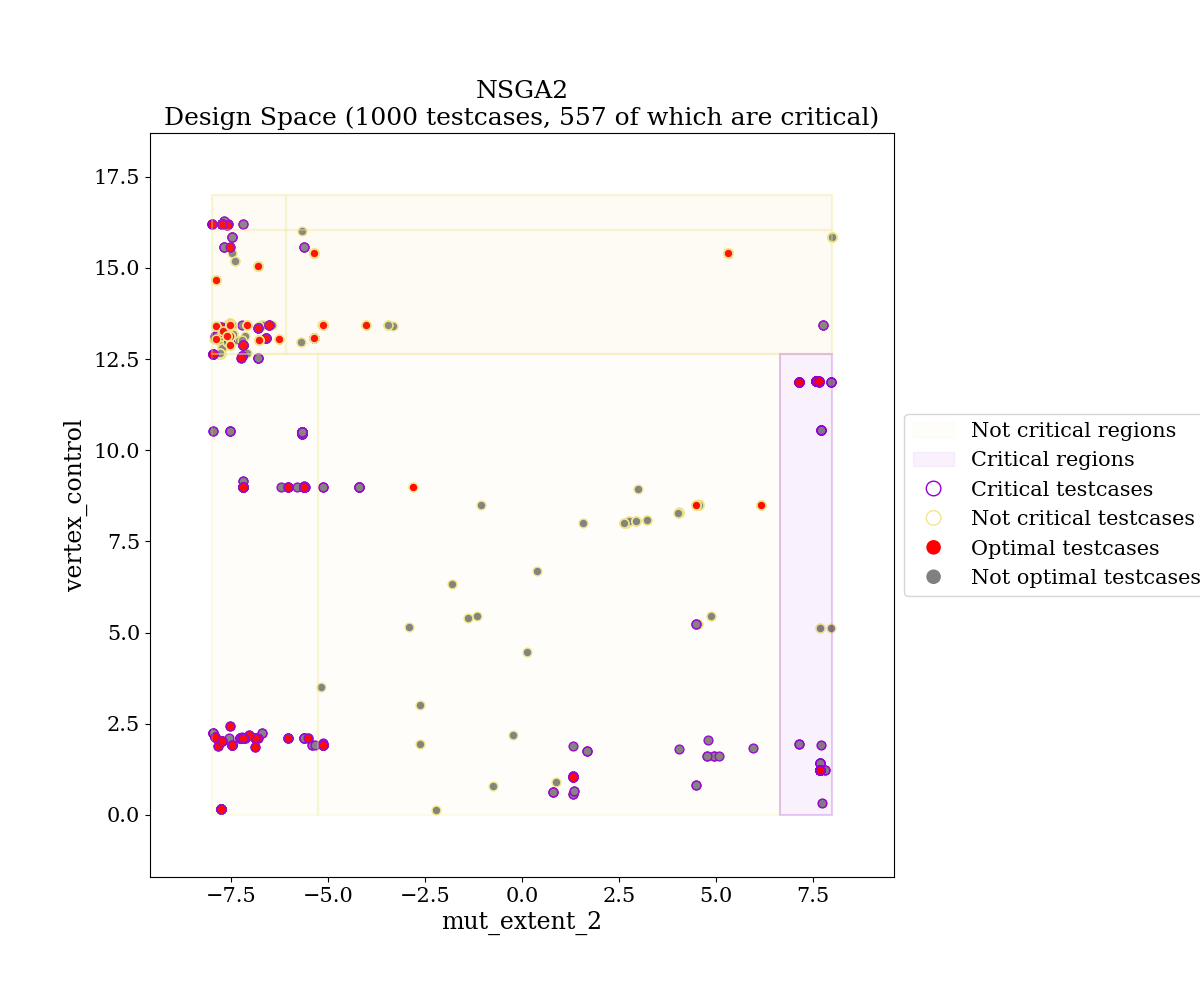 NSGA2
Design Space (1000 testcases, 557 of which are critical)
17.5
15.0
12.5
10.0
7.5
5.0
2.5
0.0
vertex_control
−7.5
−5.0
−2.5
0.0
2.5
5.0
7.5
mut_extent_2
Not critical regions
Critical regions
Critical testcases
Not critical testcases
Optimal testcases
Not optimal testcases